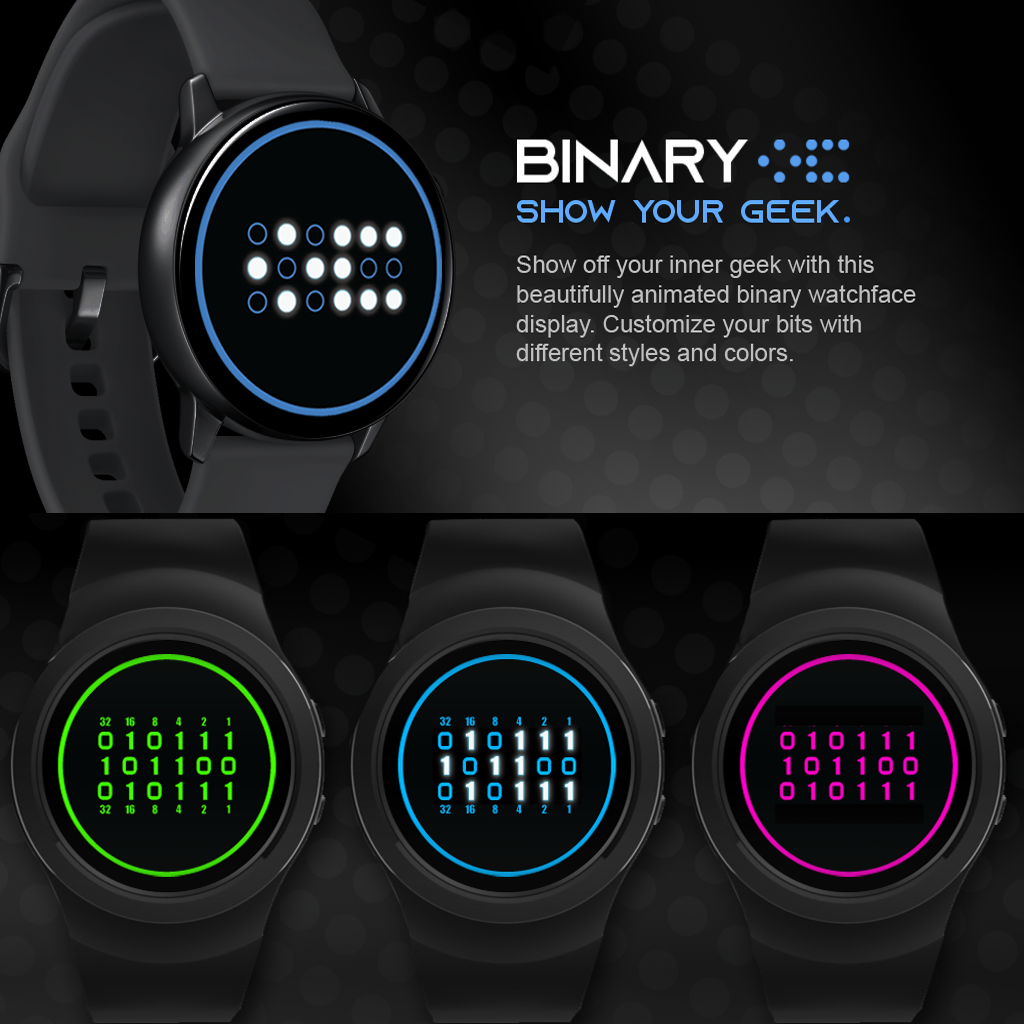 BINARY
SHOW YOUR GEEK.
Show off your inner geek with this
beautifully animated binary watchface
display. Customize your bits with
different styles and colors.
32 16 8 4 2 1
0 1 0 1 1 1
1 0 1 1 0 0
0 1 0 1 1 1
32 16 8 4 2 1
32 16 8 4 2 1
0 1 0 1 1 1
1 0 1 1 0 0
0 1 0 1 1 1
32 16 8 4 2 1
0 1 0 1 1 1
1 0 1 1 0 0
0 1 0 1 1 1